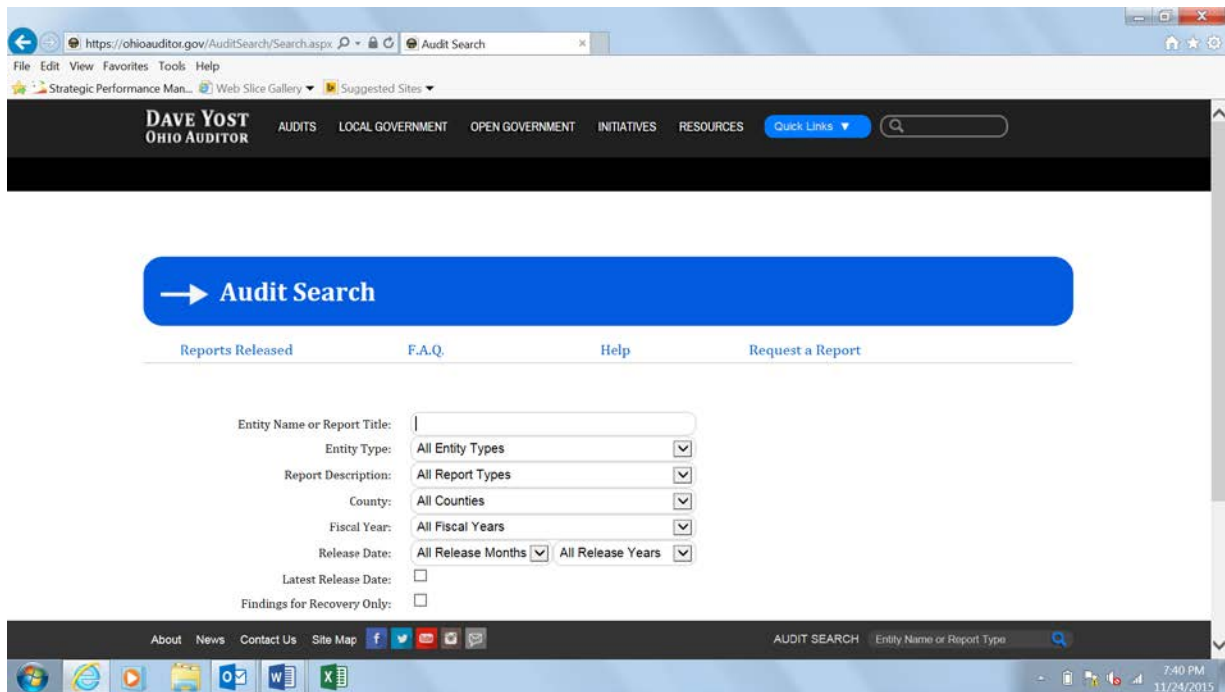 https://ohioauditor.gov/AuditSearch/Search.aspx
Audit Search
File Edit View Favorites Tools Help
Strategic Performance Man... Web Slice Gallery Suggested Sites
DAVE YOST
OHIO AUDITOR
AUDITS LOCAL GOVERNMENT OPEN GOVERNMENT INITIATIVES RESOURCES Quick Links
Audit Search
Reports Released F.A.Q. Help Request a Report
Entity Name or Report Title:
Entity Type: All Entity Types
Report Description: All Report Types
County: All Counties
Fiscal Year: All Fiscal Years
Release Date: All Release Months All Release Years
Latest Release Date:
Findings for Recovery Only:
About News Contact Us Site Map AUDIT SEARCH Entity Name or Report Type
7:40 PM
11/24/2015